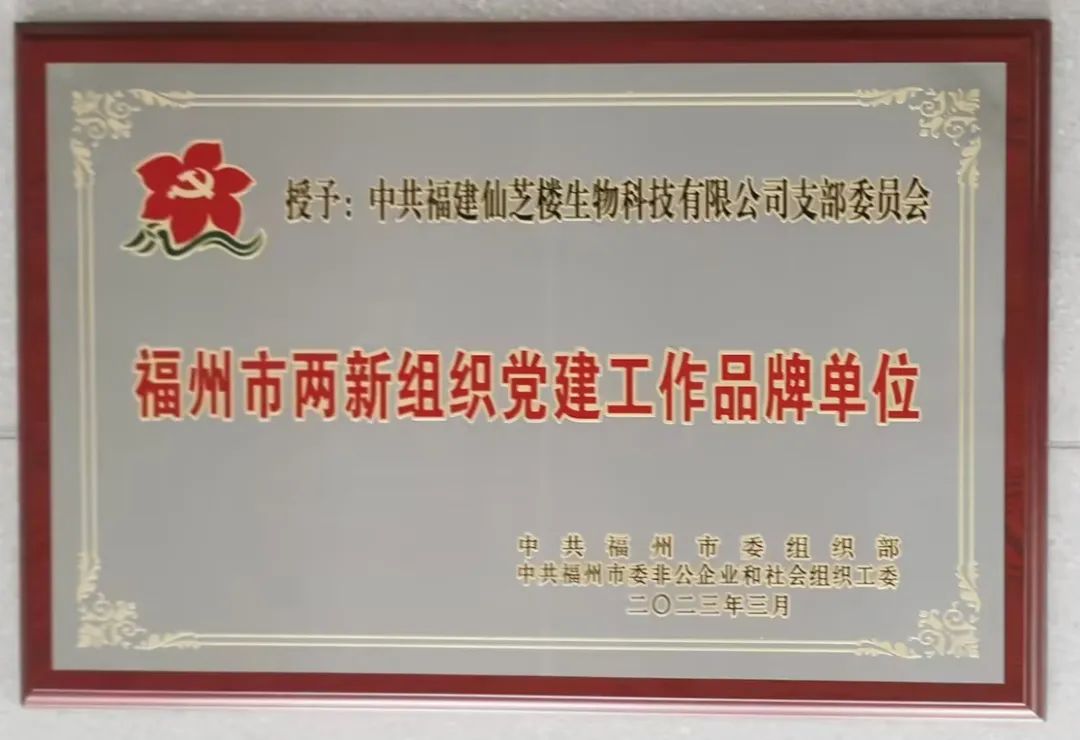 授予：中共福建仙芝楼生物科技有限公司支部委员会
福州市两新组织党建工作品牌单位
中共福州市委组织部
中共福州市委非公企业和社会组织工委
二〇二三年三月